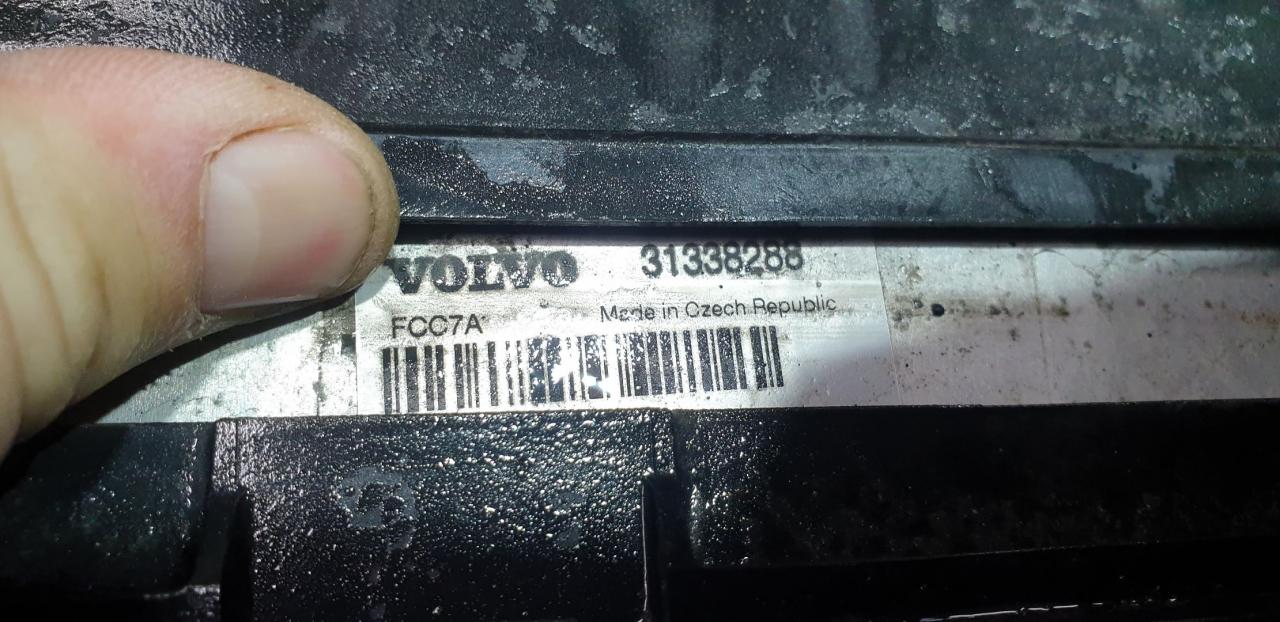 VOLVO 31338288
Made in Czech Republic
FCC7A